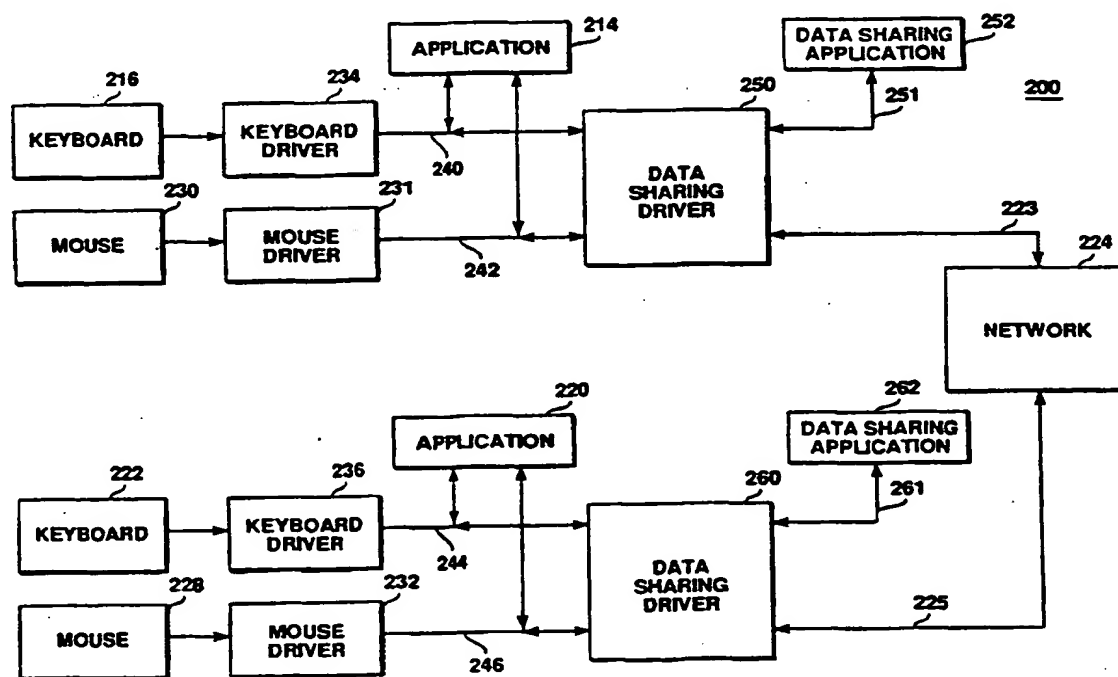 214
APPLICATION
252
DATA SHARING
APPLICATION
216
KEYBOARD
234
KEYBOARD
DRIVER
240
250
DATA
SHARING
DRIVER
251
200
230
MOUSE
231
MOUSE
DRIVER
242
223
224
NETWORK
220
APPLICATION
262
DATA SHARING
APPLICATION
222
KEYBOARD
236
KEYBOARD
DRIVER
244
260
DATA
SHARING
DRIVER
261
228
MOUSE
232
MOUSE
DRIVER
246
225